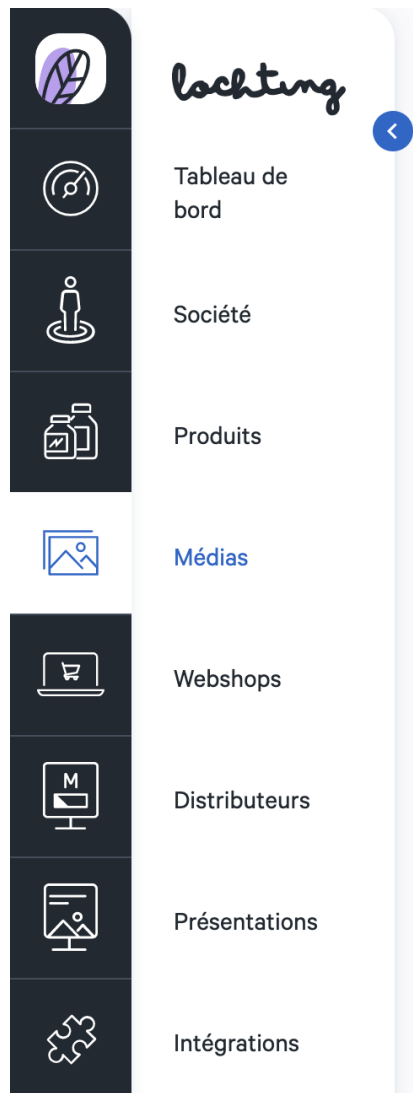 lochting
Tableau de
bord
Société
Produits
Médias
Webshops
M
Distributeurs
Présentations
Intégrations